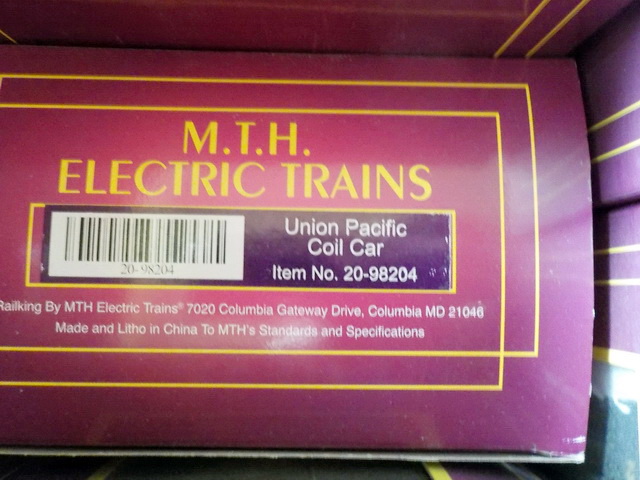 M.T.H.
ELECTRIC TRAINS
20-98204
Union Pacific
Coil Car
Item No. 20-98204
Railking By MTH Electric Trains® 7020 Columbia Gateway Drive, Columbia MD 21046
Made and Litho in China To MTH's Standards and Specifications